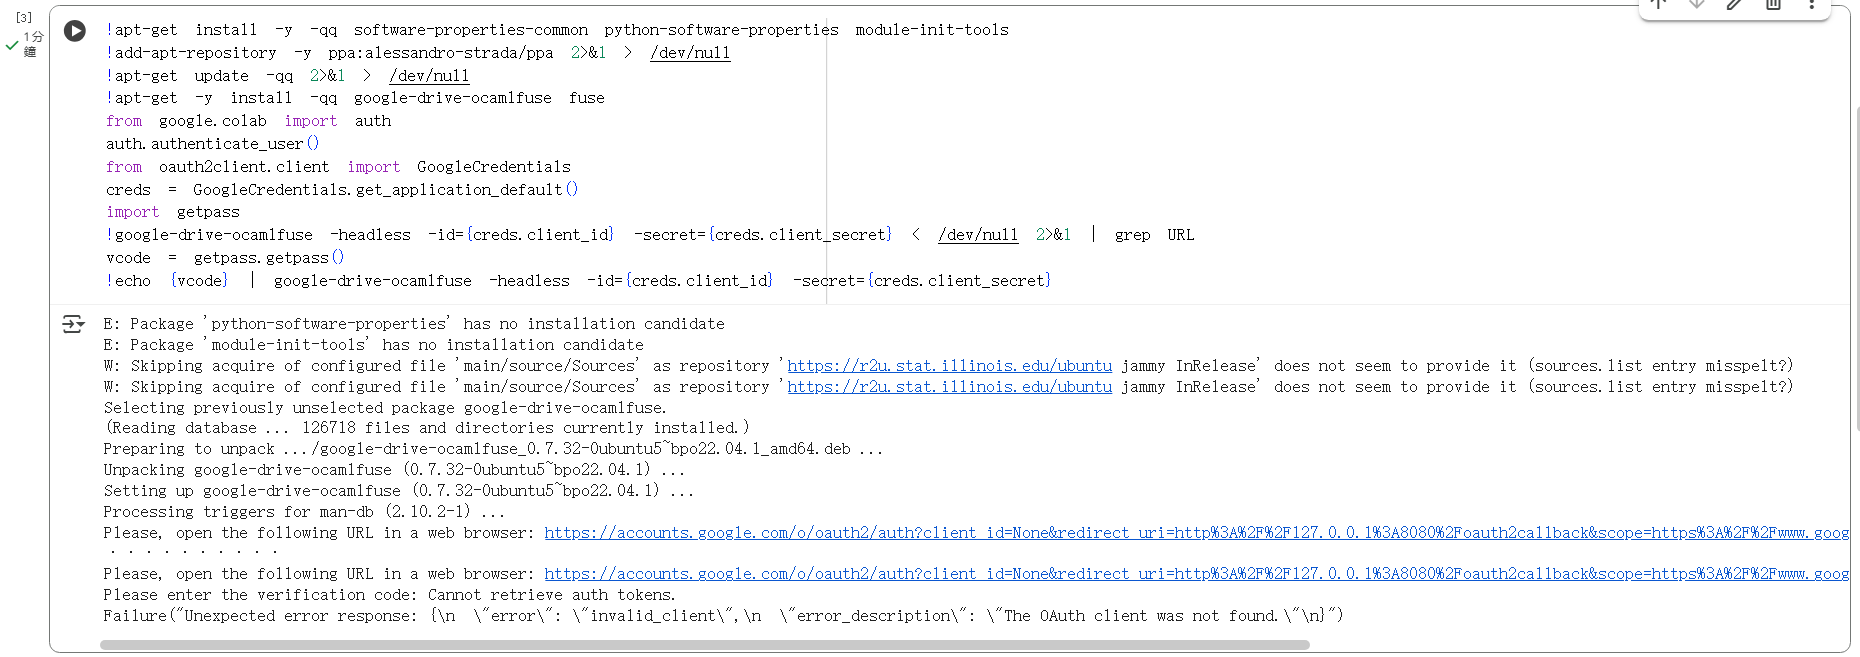 [3]
1分
鐘
!apt-get install -y -qq software-properties-common python-software-properties module-init-tools
!add-apt-repository -y ppa:alessandro-strada/ppa 2>&1 > /dev/null
!apt-get update -qq 2>&1 > /dev/null
!apt-get -y install -qq google-drive-ocamlfuse fuse
from google.colab import auth
auth.authenticate_user()
from oauth2client.client import GoogleCredentials
creds = GoogleCredentials.get_application_default()
import getpass
!google-drive-ocamlfuse -headless -id={creds.client_id} -secret={creds.client_secret} < /dev/null 2>&1 | grep URL
vcode = getpass.getpass()
!echo {vcode} | google-drive-ocamlfuse -headless -id={creds.client_id} -secret={creds.client_secret}
E: Package 'python-software-properties' has no installation candidate
E: Package 'module-init-tools' has no installation candidate
W: Skipping acquire of configured file 'main/source/Sources' as repository 'https://r2u.stat.illinois.edu/ubuntu jammy InRelease' does not seem to provide it (sources.list entry misspelt?)
W: Skipping acquire of configured file 'main/source/Sources' as repository 'https://r2u.stat.illinois.edu/ubuntu jammy InRelease' does not seem to provide it (sources.list entry misspelt?)
Selecting previously unselected package google-drive-ocamlfuse.
(Reading database ... 126718 files and directories currently installed.)
Preparing to unpack .../google-drive-ocamlfuse_0.7.32-0ubuntu5~bpo22.04.1_amd64.deb ...
Unpacking google-drive-ocamlfuse (0.7.32-0ubuntu5~bpo22.04.1) ...
Setting up google-drive-ocamlfuse (0.7.32-0ubuntu5~bpo22.04.1) ...
Processing triggers for man-db (2.10.2-1) ...
Please, open the following URL in a web browser: https://accounts.google.com/o/oauth2/auth?client_id=None&redirect_uri=http%3A%2F%2F127.0.0.1%3A8080%2Foauth2callback&scope=https%3A%2F%2Fwww.goog
· · · · · · · · · ·
Please, open the following URL in a web browser: https://accounts.google.com/o/oauth2/auth?client_id=None&redirect_uri=http%3A%2F%2F127.0.0.1%3A8080%2Foauth2callback&scope=https%3A%2F%2Fwww.goog
Please enter the verification code: Cannot retrieve auth tokens.
Failure("Unexpected error response: {\n  \"error\": \"invalid_client\",\n  \"error_description\": \"The OAuth client was not found.\"\n}")